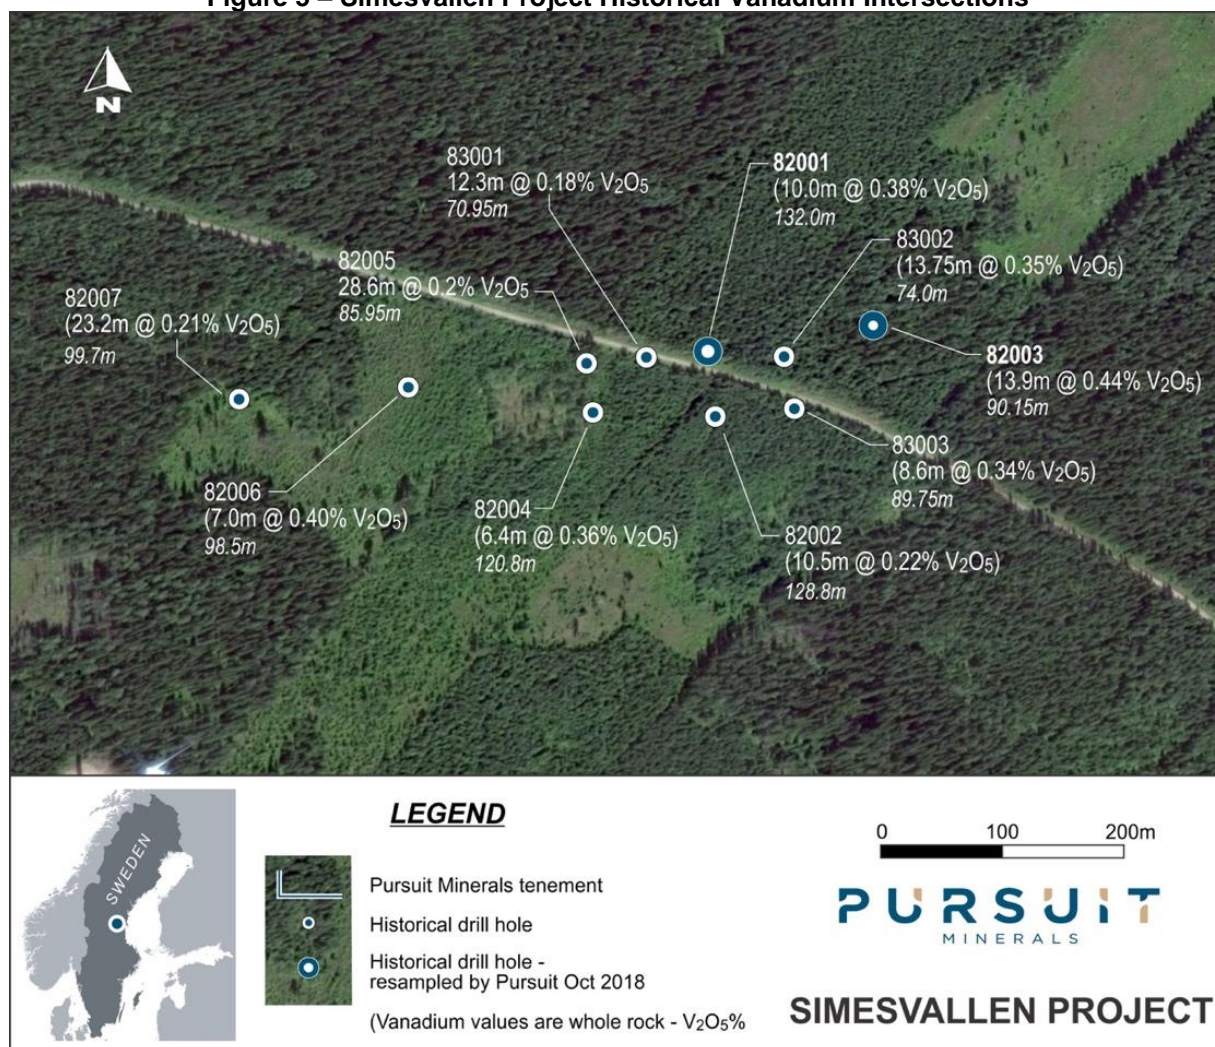 Figure 5 – Simesvallen Project Historical Vanadium Intersections
N
83001
12.3m @ 0.18% V2O5
70.95m
82001
(10.0m @ 0.38% V2O5)
132.0m
83002
(13.75m @ 0.35% V2O5)
74.0m
82005
28.6m @ 0.2% V2O5
85.95m
82007
(23.2m @ 0.21% V2O5)
99.7m
82003
(13.9m @ 0.44% V2O5)
90.15m
83003
(8.6m @ 0.34% V2O5)
89.75m
82006
(7.0m @ 0.40% V2O5)
98.5m
82004
(6.4m @ 0.36% V2O5)
120.8m
82002
(10.5m @ 0.22% V2O5)
128.8m
SWEDEN
LEGEND
Pursuit Minerals tenement
Historical drill hole
Historical drill hole -
resampled by Pursuit Oct 2018
(Vanadium values are whole rock - V2O5%
0 100 200m
PURSUIT
MINERALS
SIMESVALLEN PROJECT